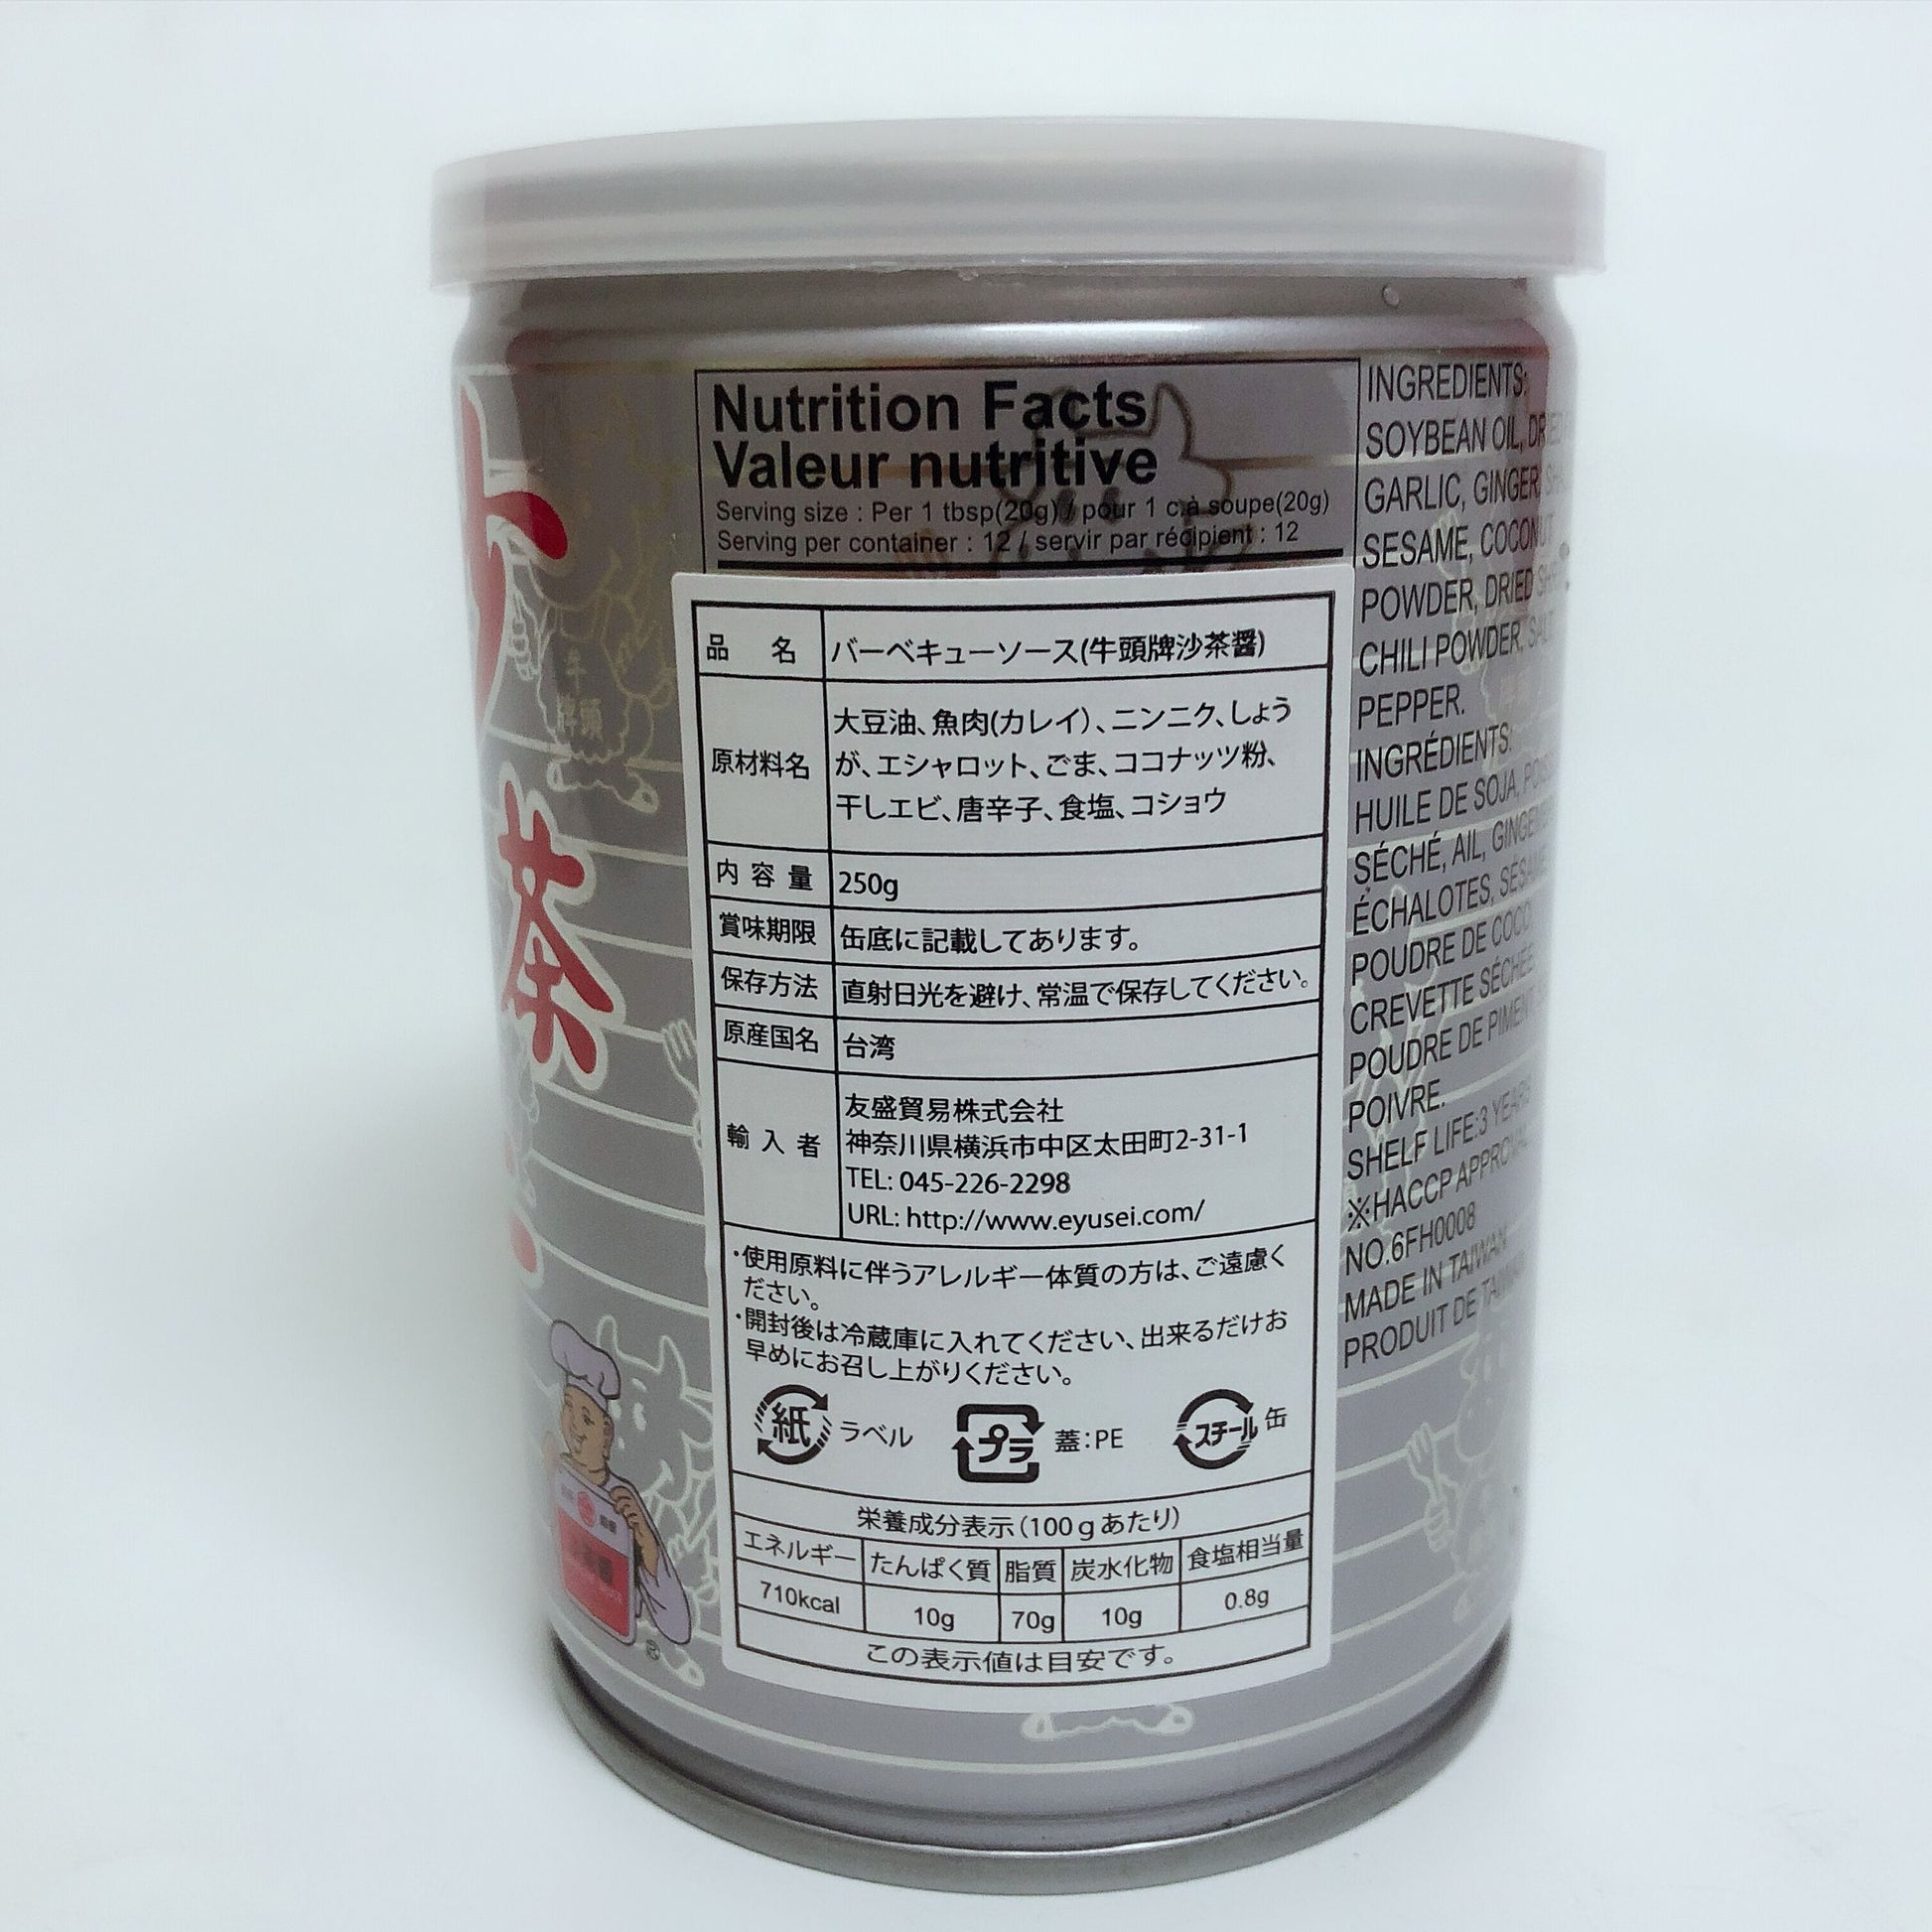 茶
牛
牌頭
Nutrition Facts
Valeur nutritive
Serving size : Per 1 tbsp(20g) / pour 1 c.à soupe(20g)
Serving per container : 12 / servir par récipient : 12
品名 バーベキューソース(牛頭牌沙茶醤)
原材料名 大豆油、魚肉(カレイ)、ニンニク、しょう
が、エシャロット、ごま、ココナッツ粉、
干しエビ、唐辛子、食塩、コショウ
内容量 250g
賞味期限 缶底に記載してあります。
保存方法 直射日光を避け、常温で保存してください。
原産国名 台湾
輸入者 友盛貿易株式会社
神奈川県横浜市中区太田町2-31-1
TEL: 045-226-2298
URL: http://www.eyusei.com/
・使用原料に伴うアレルギー体質の方は、ご遠慮く
ださい。
・開封後は冷蔵庫に入れてください、出来るだけお
早めにお召し上がりください。
紙 ラベル プラ 蓋:PE スチール 缶
栄養成分表示(100gあたり)
エネルギー たんぱく質 脂質 炭水化物 食塩相当量
710kcal 10g 70g 10g 0.8g
この表示値は目安です。
INGREDIENTS:
SOYBEAN OIL,
GARLIC, GINGER,
SESAME, COCONUT
POWDER, DRIED
CHILI POWDER, SALT
PEPPER.
INGRÉDIENTS:
HUILE DE SOJA,
SÉCHÉ, AIL,
ÉCHALOTES,
POUDRE DE COCO
CREVETTE SÉCHÉE
POUDRE DE PIMENT
POIVRE.
SHELF LIFE:3 YEARS
※HACCP
NO.6FH0008
MADE IN TAIWAN
PRODUIT DE
®